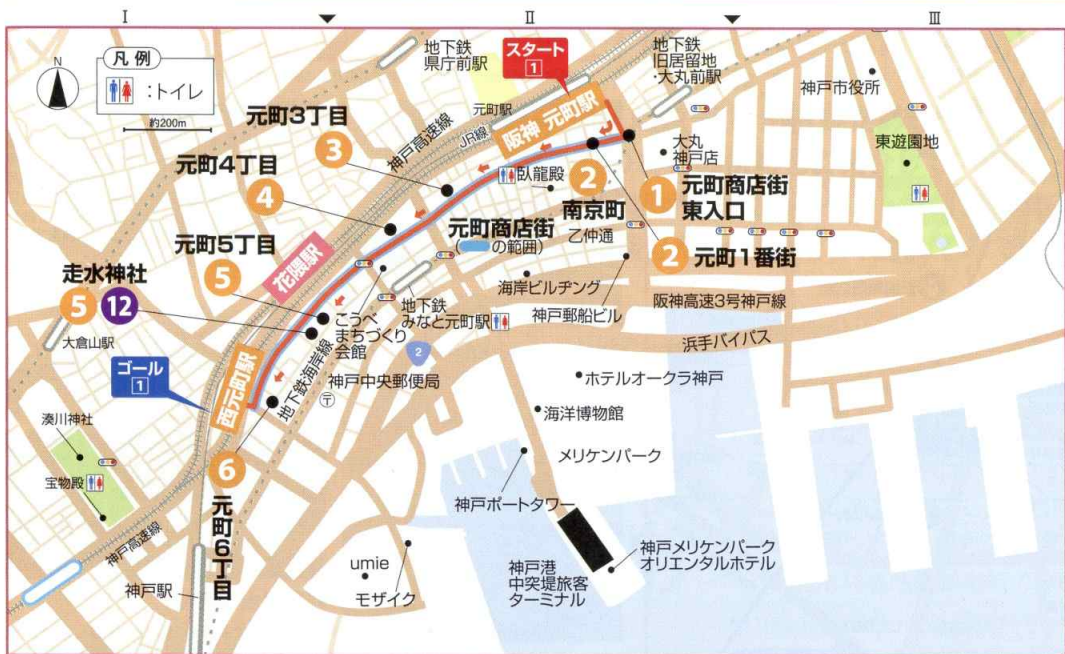 I
II
III
N
凡例
:トイレ
約200m
地下鉄
県庁前駅
スタート
1
地下鉄
旧居留地
・大丸前駅
神戸市役所
元町駅
阪神 元町駅
神戸高速線
JR線
大丸
神戸店
東遊園地
元町3丁目
3
元町4丁目
4
臥龍殿
2
南京町
1
元町商店街
東入口
元町商店街
(の範囲)
乙仲通
2
元町1番街
元町5丁目
5
花隈駅
走水神社
5
12
大倉山駅
海岸ビルヂング
阪神高速3号神戸線
地下鉄
みなと元町駅
神戸郵船ビル
こうべ
まちづくり
会館
浜手バイパス
2
ゴール
1
西元町駅
地下鉄海岸線
神戸中央郵便局
〒
ホテルオークラ神戸
海洋博物館
湊川神社
宝物殿
6
元町6丁目
メリケンパーク
神戸ポートタワー
神戸高速線
神戸駅
umie
モザイク
神戸港
中突堤旅客
ターミナル
神戸メリケンパーク
オリエンタルホテル